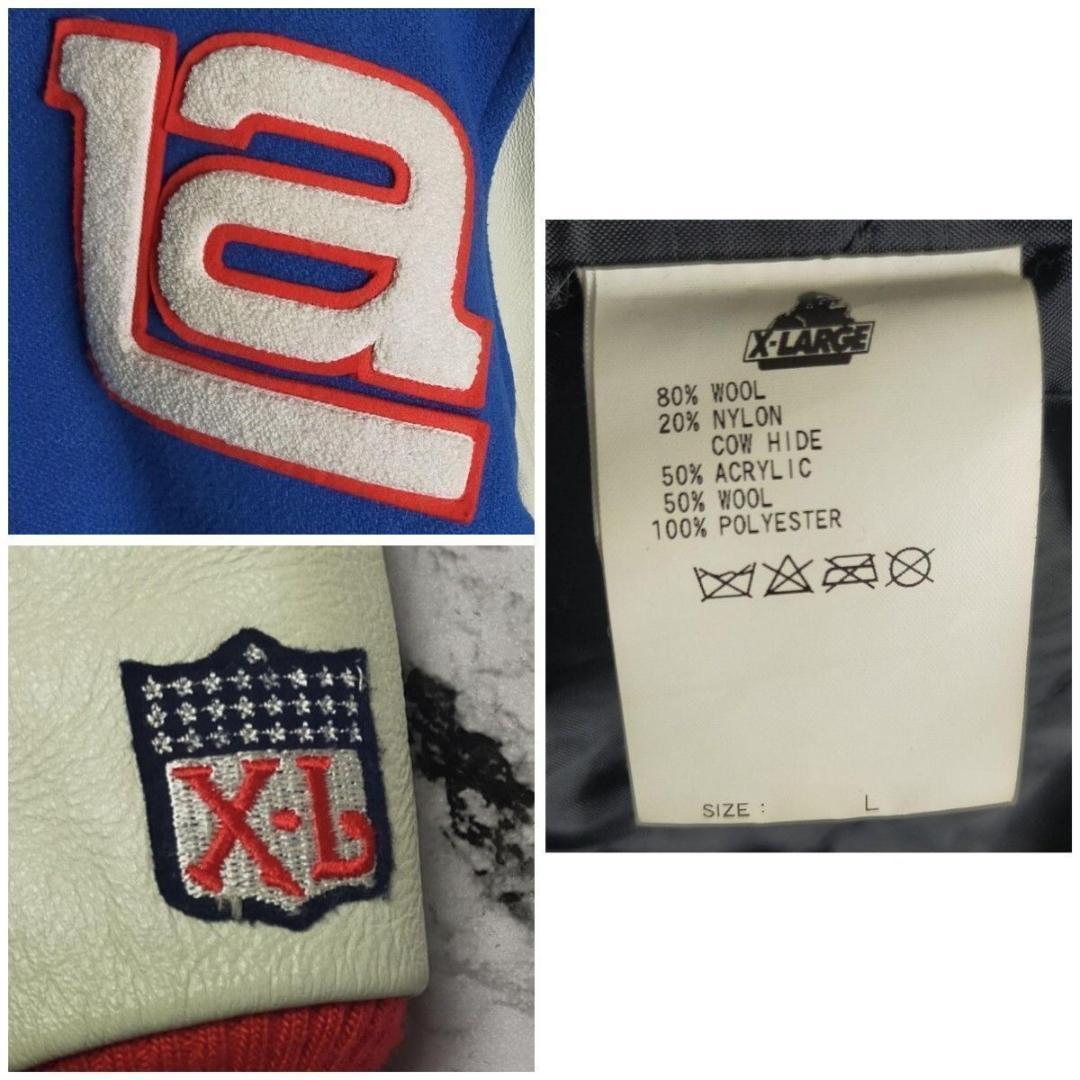 La
X-L
X-LARGE
80% WOOL
20% NYLON
COW HIDE
50% ACRYLIC
50% WOOL
100% POLYESTER
SIZE : L